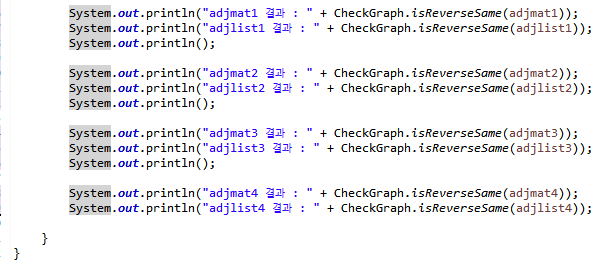 System.out.println("adjmat1 결과 : " + CheckGraph.isReverseSame(adjmat1));
System.out.println("adjlist1 결과 : " + CheckGraph.isReverseSame(adjlist1));
System.out.println();
System.out.println("adjmat2 결과 : " + CheckGraph.isReverseSame(adjmat2));
System.out.println("adjlist2 결과 : " + CheckGraph.isReverseSame(adjlist2));
System.out.println();
System.out.println("adjmat3 결과 : " + CheckGraph.isReverseSame(adjmat3));
System.out.println("adjlist3 결과 : " + CheckGraph.isReverseSame(adjlist3));
System.out.println();
System.out.println("adjmat4 결과 : " + CheckGraph.isReverseSame(adjmat4));
System.out.println("adjlist4 결과 : " + CheckGraph.isReverseSame(adjlist4));
}
}